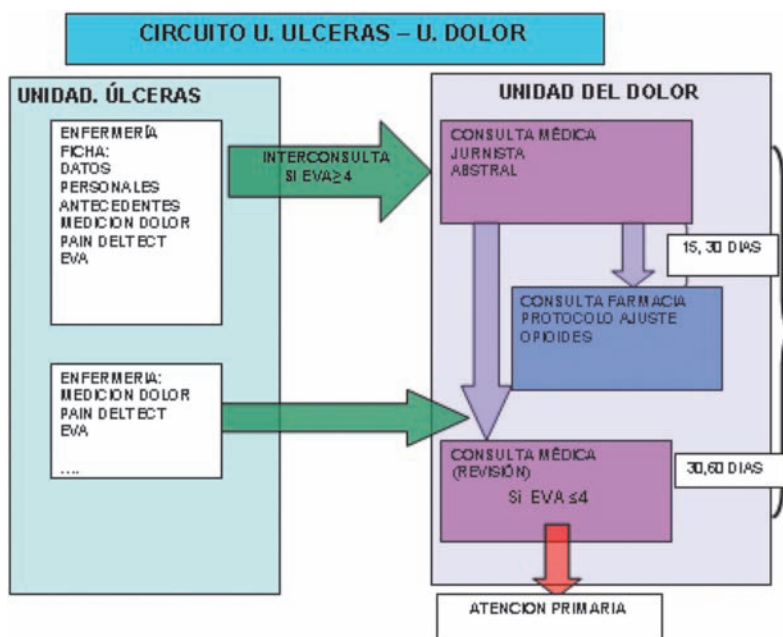 CIRCUITO U. ULCERAS – U. DOLOR
UNIDAD. ÚLCERAS
ENFERMERÍA
FICHA:
DATOS
PERSONALES
ANTECEDENTES
MEDICION DOLOR
PAIN DELTECT
EVA
INTERCONSULTA
SI EVA≥4
ENFERMERIA:
MEDICION DOLOR
PAIN DELTECT
EVA
....
UNIDAD DEL DOLOR
CONSULTA MÉDICA
JURNISTA
ABSTRAL
15, 30 DIAS
CONSULTA FARMACIA
PROTOCOLO AJUSTE
OPIOIDES
CONSULTA MÉDICA
(REVISIÓN)
Si EVA ≤4
30,60 DIAS
ATENCION PRIMARIA